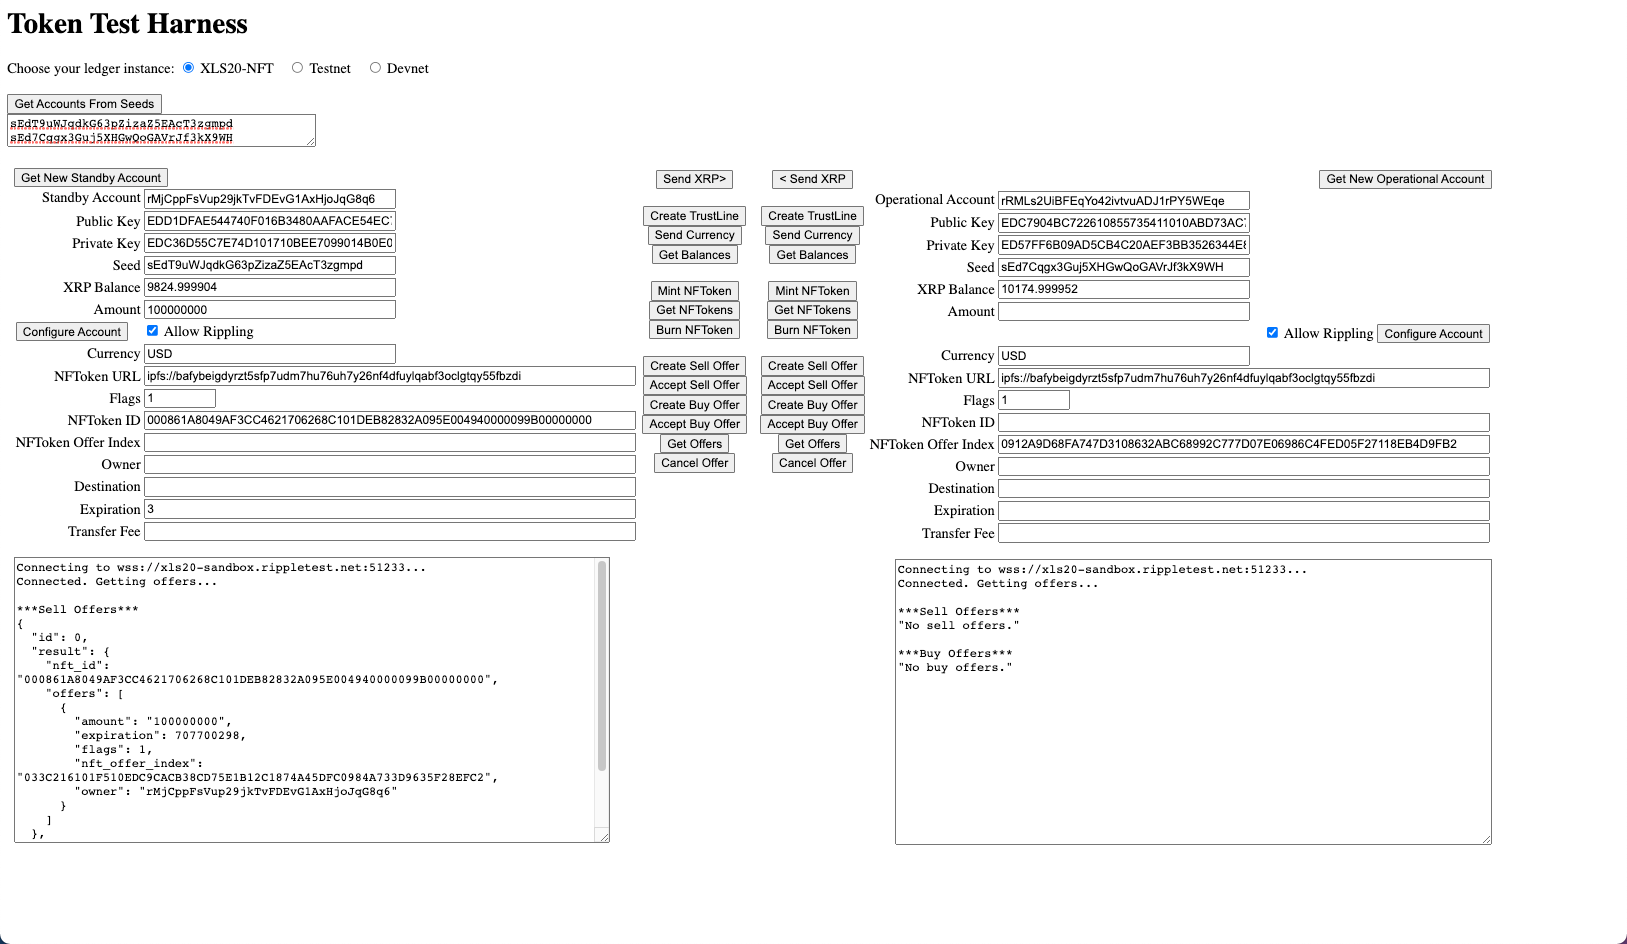 Token Test Harness
Choose your ledger instance: XLS20-NFT Testnet Devnet
Get Accounts From Seeds
sEdT9uWJqdkG63pZizaZ5EAcT3zgmpd
sEd7Cqgx3Guj5XHGwQoGAVrJf3kX9WH
Get New Standby Account
Standby Account rMjCppFsVup29jkTvFDEvG1AxHjoJqG8q6
Public Key EDD1DFAE544740F016B3480AAFACE54EC
Private Key EDC36D55C7E74D101710BEE7099014B0E0
Seed sEdT9uWJqdkG63pZizaZ5EAcT3zgmpd
XRP Balance 9824.999904
Amount 100000000
Configure Account Allow Rippling
Currency USD
NFToken URL ipfs://bafybeigdyrzt5sfp7udm7hu76uh7y26nf4dfuylqabf3oclgtqy55fbzdi
Flags 1
NFToken ID 000861A8049AF3CC4621706268C101DEB82832A095E004940000099B00000000
NFToken Offer Index
Owner
Destination
Expiration 3
Transfer Fee
Send XRP>
Create TrustLine
Send Currency
Get Balances
Mint NFToken
Get NFTokens
Burn NFToken
Create Sell Offer
Accept Sell Offer
Create Buy Offer
Accept Buy Offer
Get Offers
Cancel Offer
< Send XRP
Create TrustLine
Send Currency
Get Balances
Mint NFToken
Get NFTokens
Burn NFToken
Create Sell Offer
Accept Sell Offer
Create Buy Offer
Accept Buy Offer
Get Offers
Cancel Offer
Get New Operational Account
Operational Account rRMLs2UiBFEqYo42ivtvuADJ1rPY5WEqe
Public Key EDC7904BC722610855735411010ABD73AC
Private Key ED57FF6B09AD5CB4C20AEF3BB3526344E
Seed sEd7Cqgx3Guj5XHGwQoGAVrJf3kX9WH
XRP Balance 10174.999952
Amount
Allow Rippling Configure Account
Currency USD
NFToken URL ipfs://bafybeigdyrzt5sfp7udm7hu76uh7y26nf4dfuylqabf3oclgtqy55fbzdi
Flags 1
NFToken ID
NFToken Offer Index 0912A9D68FA747D3108632ABC68992C777D07E06986C4FED05F27118EB4D9FB2
Owner
Destination
Expiration
Transfer Fee
Connecting to wss://xls20-sandbox.rippletest.net:51233...
Connected. Getting offers...
***Sell Offers***
{
"id": 0,
"result": {
"nft_id":
"000861A8049AF3CC4621706268C101DEB82832A095E004940000099B00000000",
"offers": [
{
"amount": "100000000",
"expiration": 707700298,
"flags": 1,
"nft_offer_index":
"033C216101F510EDC9CACB38CD75E1B12C1874A45DFC0984A733D9635F28EFC2",
"owner": "rMjCppFsVup29jkTvFDEvG1AxHjoJqG8q6"
}
]
},
Connecting to wss://xls20-sandbox.rippletest.net:51233...
Connected. Getting offers...
***Sell Offers***
"No sell offers."
***Buy Offers***
"No buy offers."